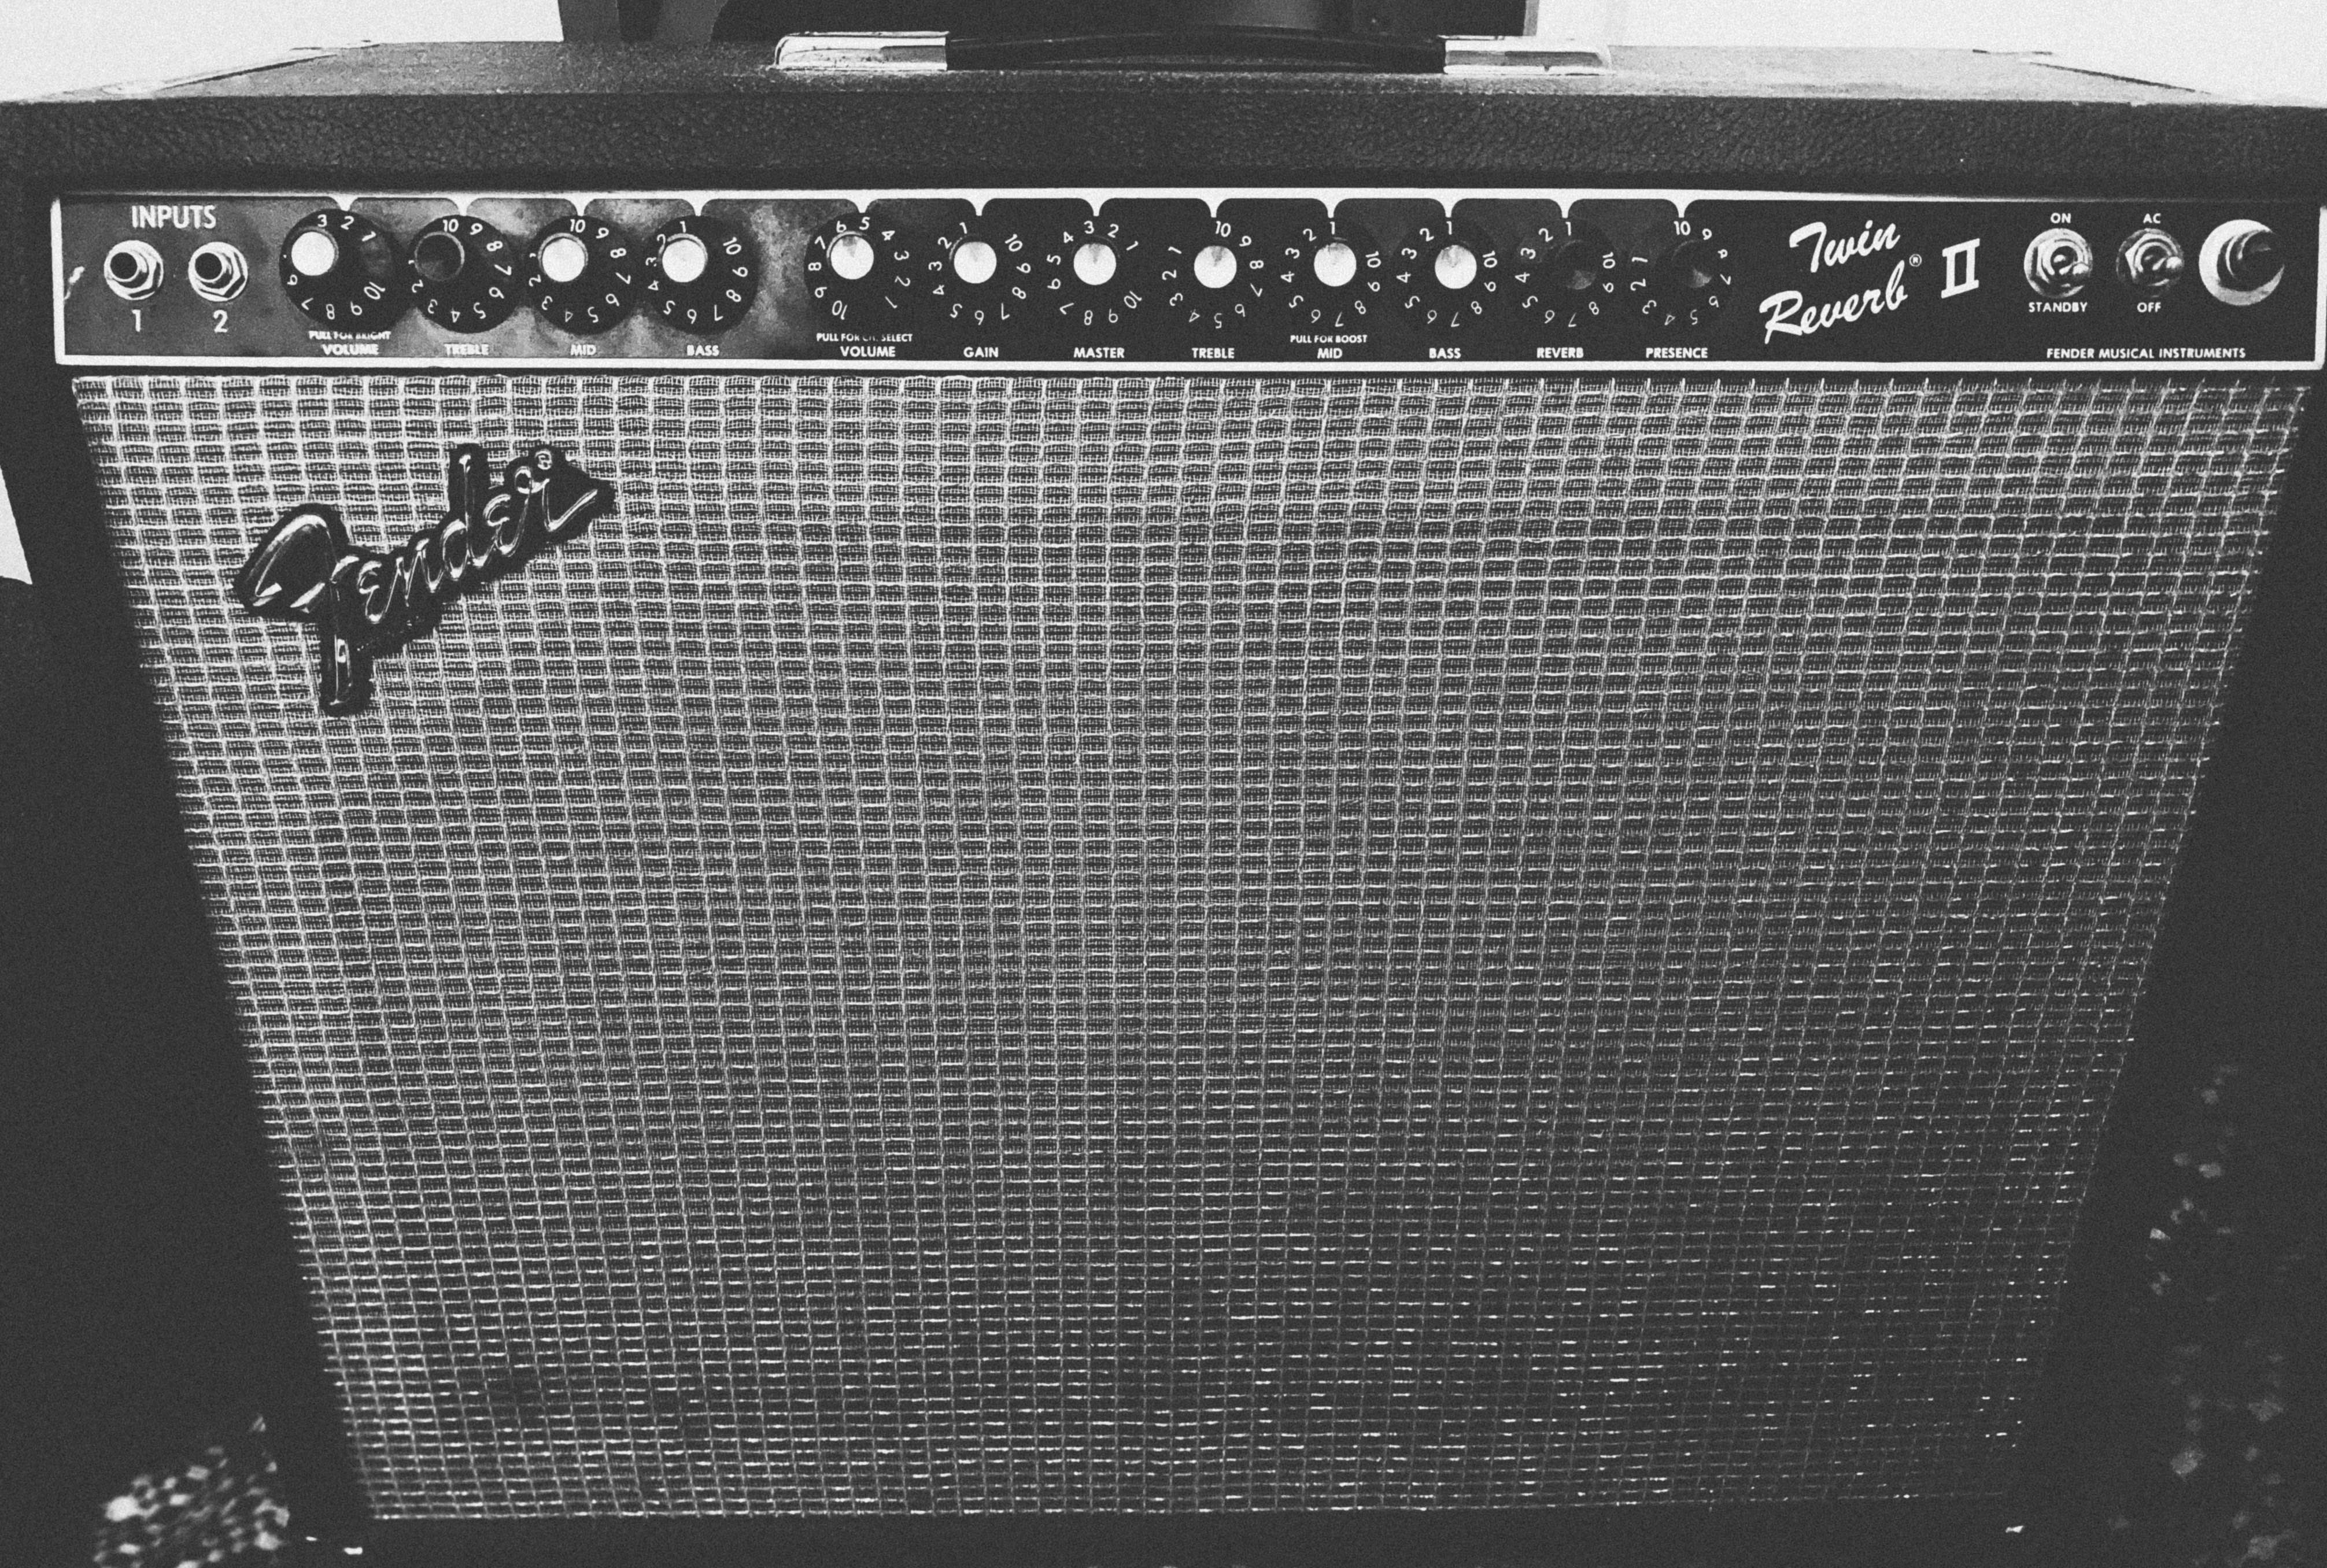 INPUTS
1 2
PULL FOR BRIGHT
VOLUME
TREBLE
MID
BASS
PULL FOR CH. SELECT
VOLUME
GAIN
MASTER
TREBLE
PULL FOR BOOST
MID
BASS
REVERB
PRESENCE
Twin
Reverb® II
ON
STANDBY
AC
OFF
FENDER MUSICAL INSTRUMENTS
Fender®